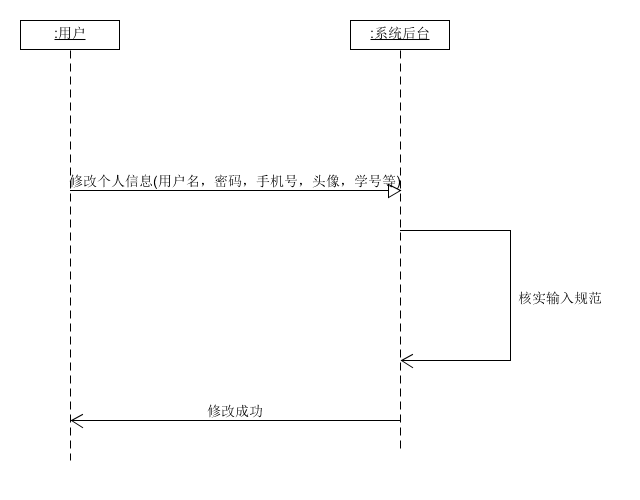 :用户
:系统后台
修改个人信息(用户名，密码，手机号，头像，学号等)
核实输入规范
修改成功